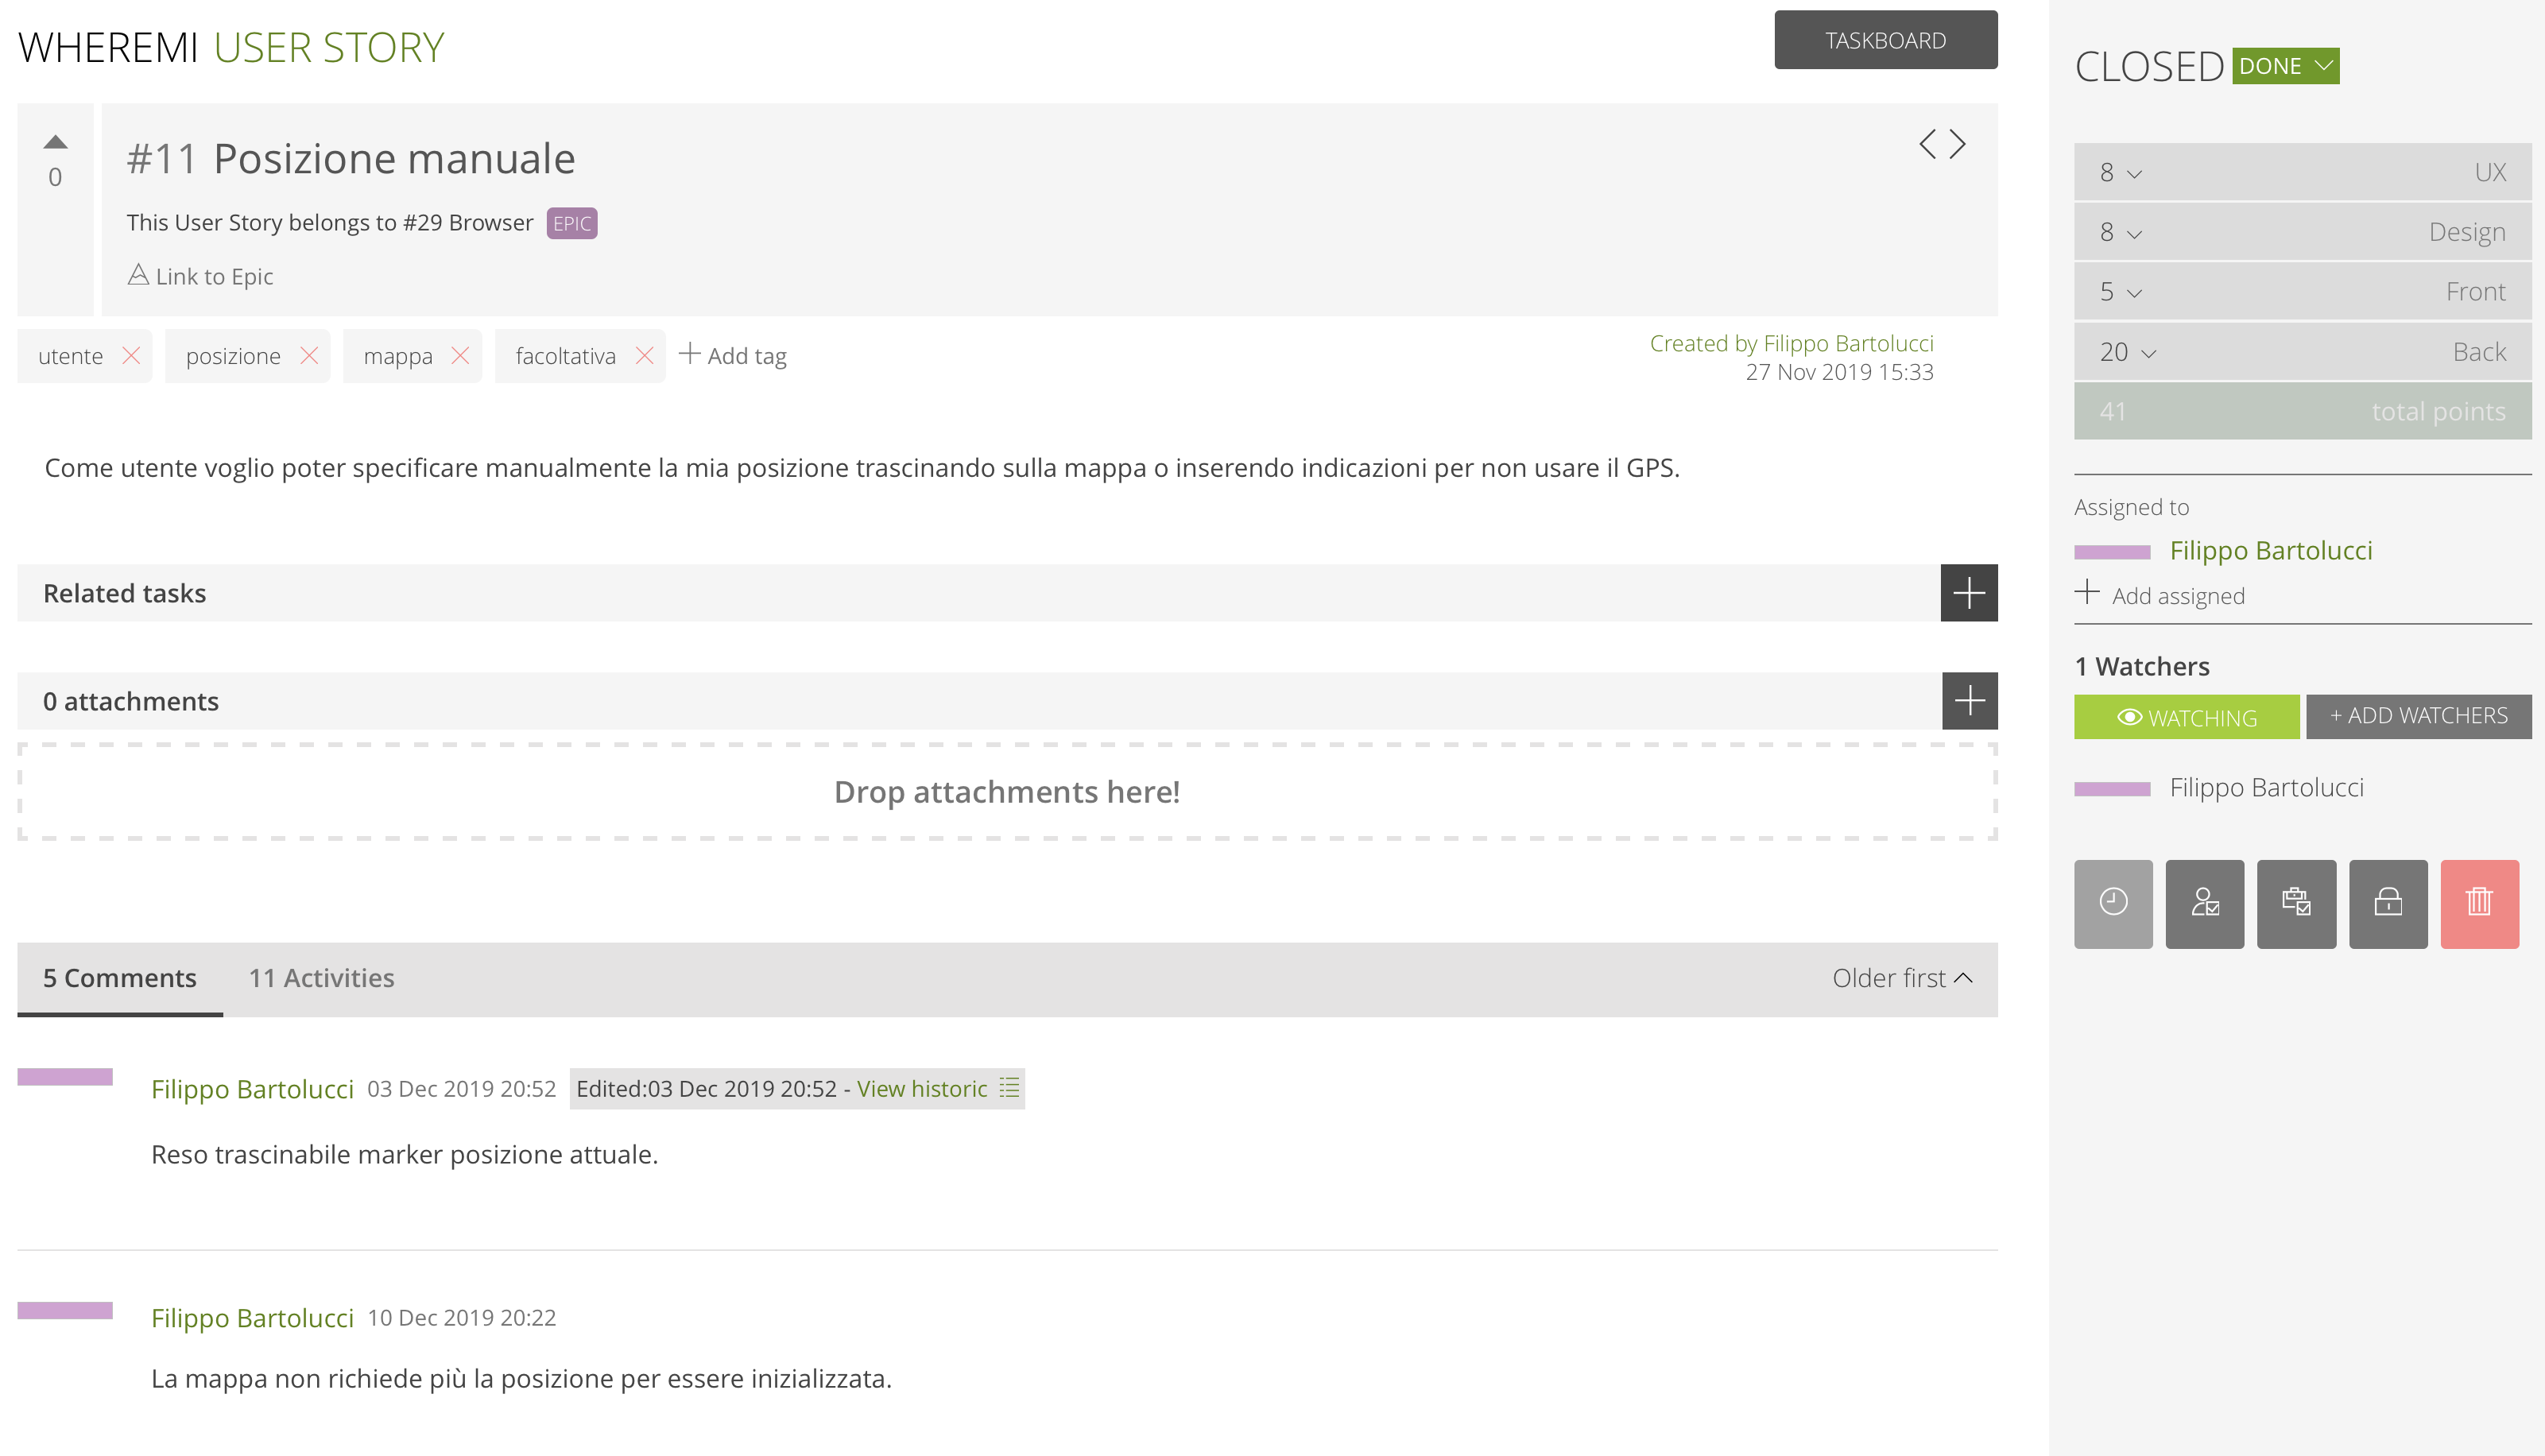 WHEREMI USER STORY
TASKBOARD
0
#11 Posizione manuale
This User Story belongs to #29 Browser EPIC
Link to Epic
utente
posizione
mappa
facoltativa
Add tag
Created by Filippo Bartolucci
27 Nov 2019 15:33
Come utente voglio poter specificare manualmente la mia posizione trascinando sulla mappa o inserendo indicazioni per non usare il GPS.
Related tasks
0 attachments
Drop attachments here!
5 Comments
11 Activities
Older first
Filippo Bartolucci 03 Dec 2019 20:52 Edited:03 Dec 2019 20:52 - View historic
Reso trascinabile marker posizione attuale.
Filippo Bartolucci 10 Dec 2019 20:22
La mappa non richiede più la posizione per essere inizializzata.
CLOSED DONE
8 UX
8 Design
5 Front
20 Back
41 total points
Assigned to
Filippo Bartolucci
Add assigned
1 Watchers
WATCHING
+ ADD WATCHERS
Filippo Bartolucci